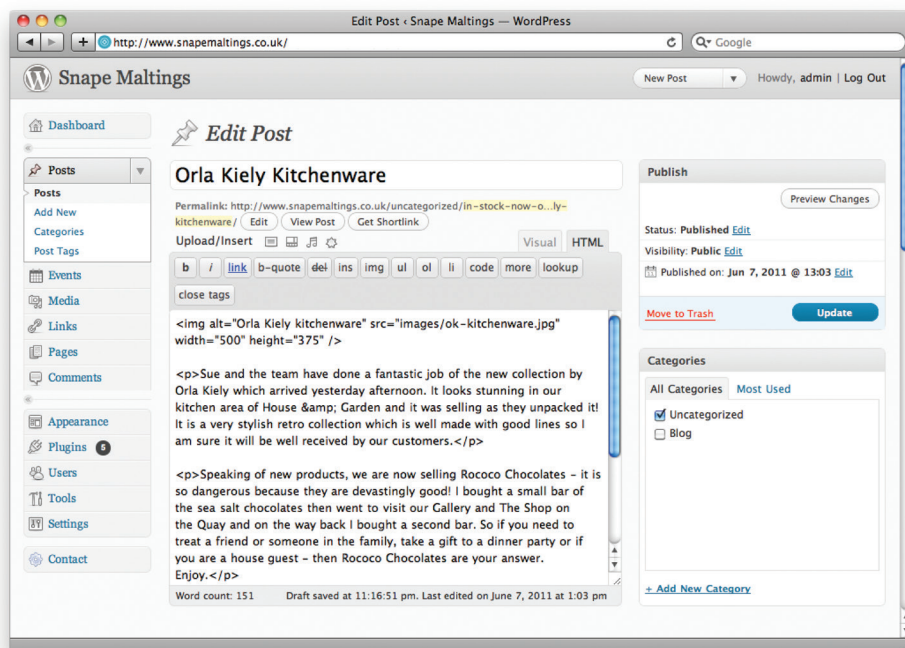 Edit Post ‹ Snape Maltings — WordPress
http://www.snapemaltings.co.uk/
Google
Snape Maltings
New Post
Howdy, admin | Log Out
Dashboard
Posts
Posts
Add New
Categories
Post Tags
Events
Media
Links
Pages
Comments
Appearance
Plugins 5
Users
Tools
Settings
Contact
Edit Post
Orla Kiely Kitchenware
Permalink: http://www.snapemaltings.co.uk/uncategorized/in-stock-now-o...ly-
kitchenware/ Edit View Post Get Shortlink
Upload/Insert
Visual HTML
b i link b-quote del ins img ul ol li code more lookup
close tags
<img alt="Orla Kiely kitchenware" src="images/ok-kitchenware.jpg"
width="500" height="375" />
<p>Sue and the team have done a fantastic job of the new collection by
Orla Kiely which arrived yesterday afternoon. It looks stunning in our
kitchen area of House &amp; Garden and it was selling as they unpacked it!
It is a very stylish retro collection which is well made with good lines so I
am sure it will be well received by our customers.</p>
<p>Speaking of new products, we are now selling Rococo Chocolates – it is
so dangerous because they are devastingly good! I bought a small bar of
the sea salt chocolates then went to visit our Gallery and The Shop on
the Quay and on the way back I bought a second bar. So if you need to
treat a friend or someone in the family, take a gift to a dinner party or if
you are a house guest – then Rococo Chocolates are your answer.
Enjoy.</p>
Word count: 151 Draft saved at 11:16:51 pm. Last edited on June 7, 2011 at 1:03 pm
Publish
Preview Changes
Status: Published Edit
Visibility: Public Edit
Published on: Jun 7, 2011 @ 13:03 Edit
Move to Trash
Update
Categories
All Categories Most Used
Uncategorized
Blog
+ Add New Category